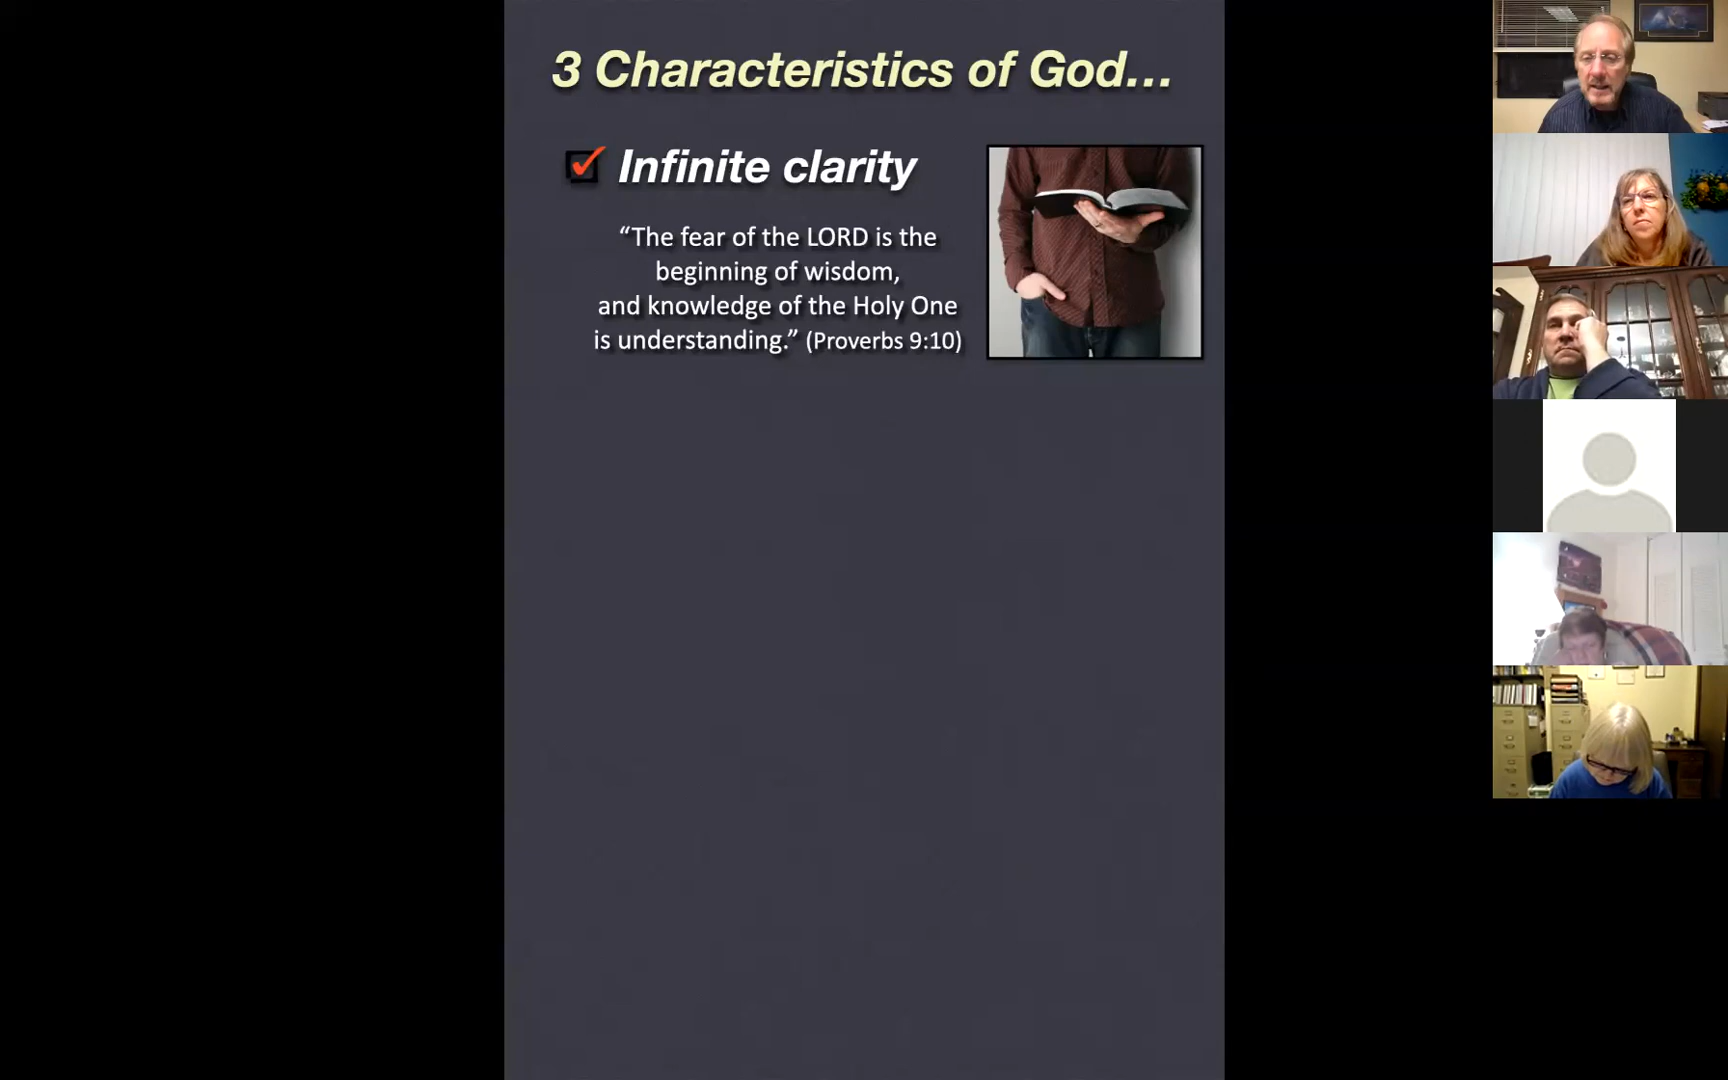 3 Characteristics of God...
Infinite clarity
“The fear of the LORD is the
beginning of wisdom,
and knowledge of the Holy One
is understanding.” (Proverbs 9:10)